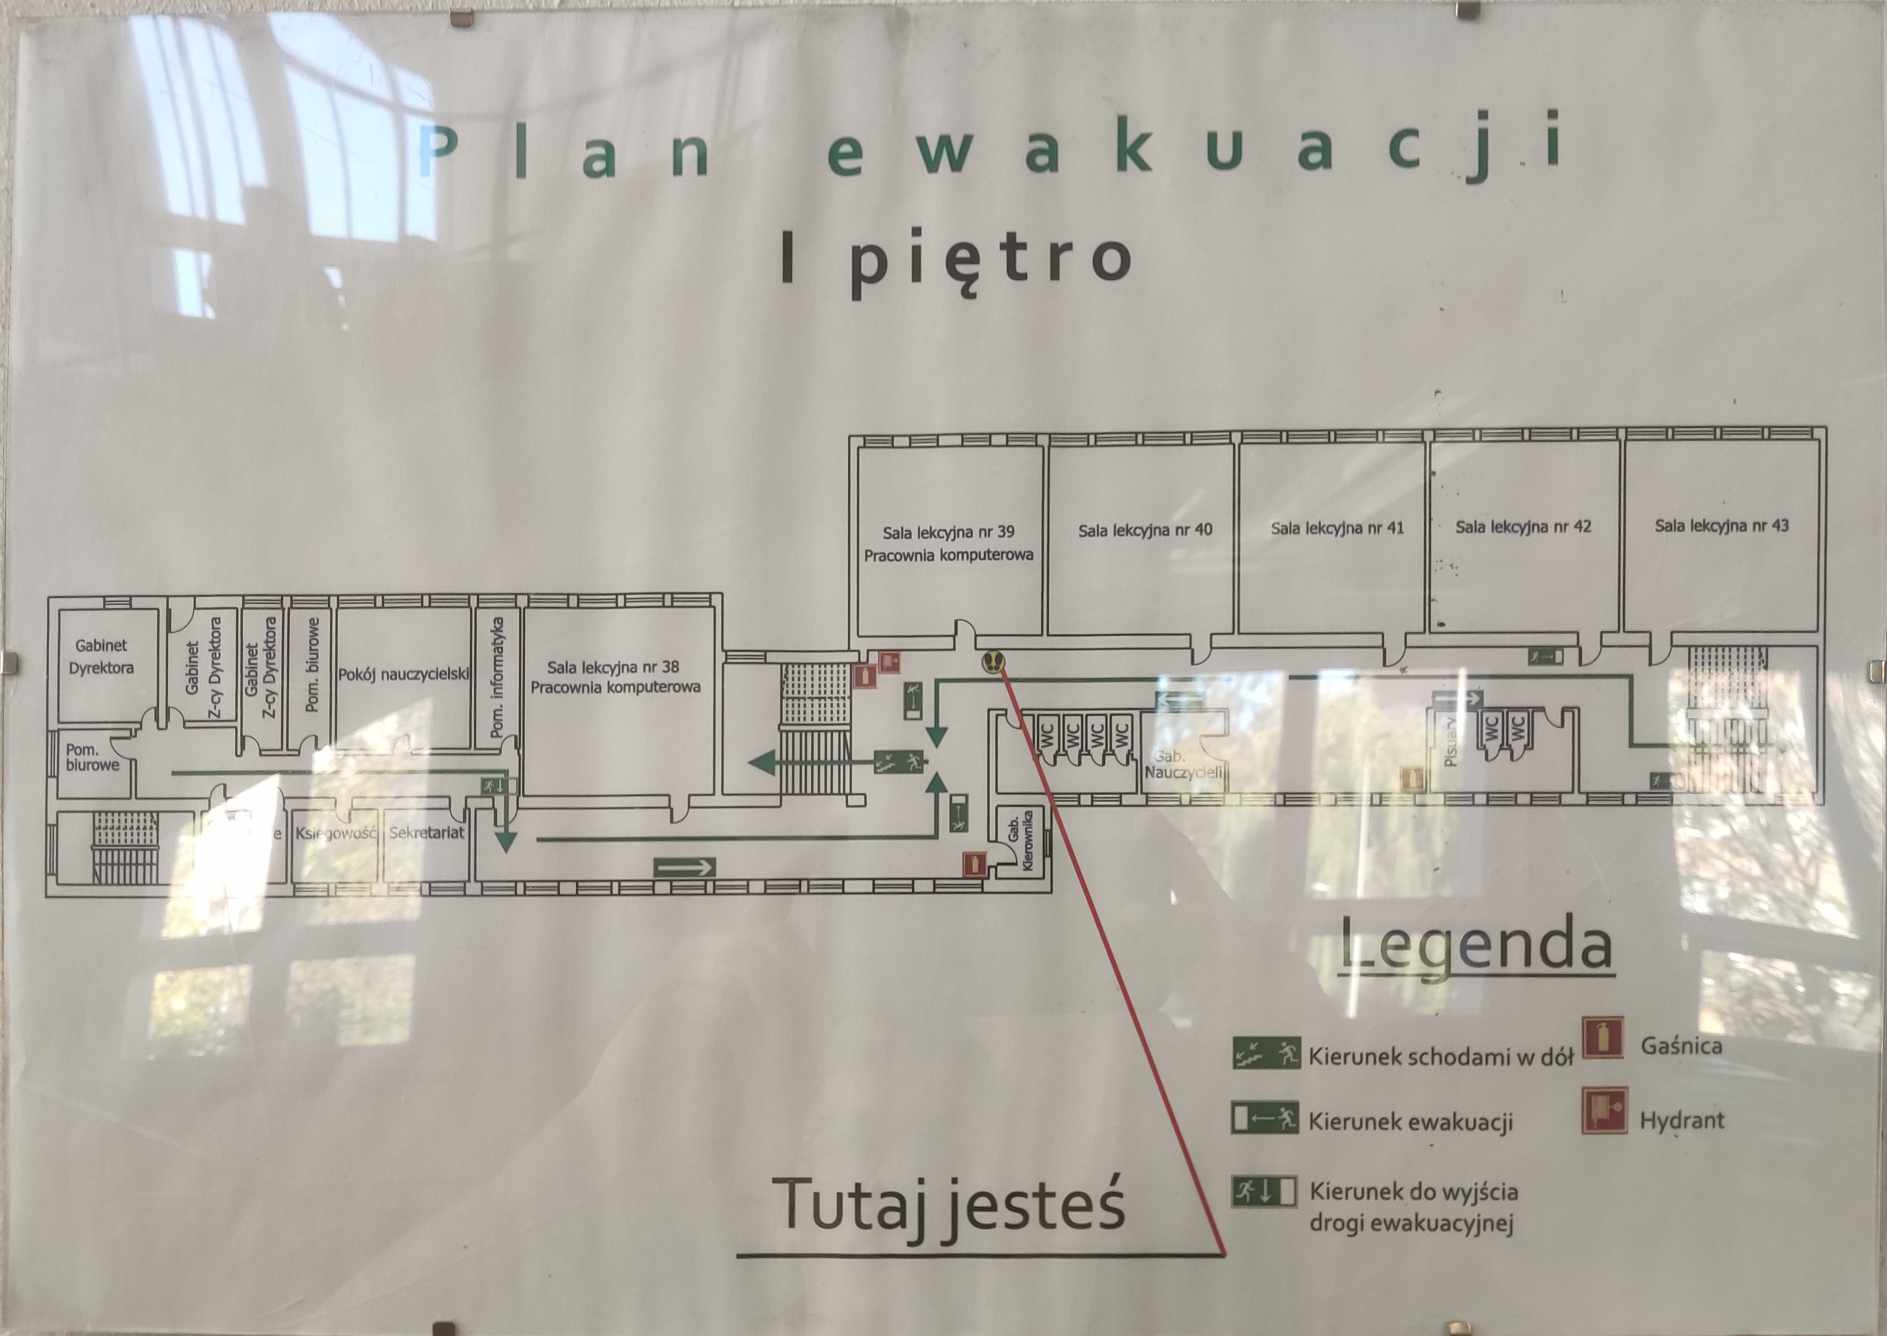 Plan ewakuacji
I piętro
Sala lekcyjna nr 39
Pracownia komputerowa
Sala lekcyjna nr 40
Sala lekcyjna nr 41
Sala lekcyjna nr 42
Sala lekcyjna nr 43
Gabinet
Dyrektora
Gabinet
Z-cy Dyrektora
Gabinet
Z-cy Dyrektora
Pom. biurowe
Pokój nauczycielski
Pom. informatyka
Sala lekcyjna nr 38
Pracownia komputerowa
Pom.
biurowe
Księgowość
Sekretariat
WC
WC
WC
WC
Gab.
Nauczycieli
Pisuary
WC
WC
Gab.
Kierownika
Legenda
Kierunek schodami w dół
Gaśnica
Kierunek ewakuacji
Hydrant
Kierunek do wyjścia
drogi ewakuacyjnej
Tutaj jesteś